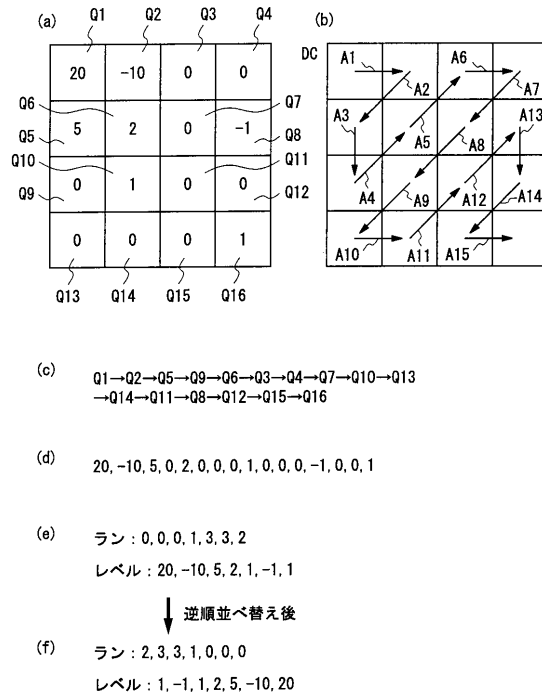 (a)
Q1 Q2 Q3 Q4
20 −10 0 0
Q6 Q7
5 2 0 −1
Q5 Q8
Q10 Q11
0 1 0 0
Q9 Q12
0 0 0 1
Q13 Q14 Q15 Q16
(b)
DC A1 A6
A2 A7
A3 A13
A5 A8
A4 A9 A12 A14
A10 A11 A15
(c) Q1→Q2→Q5→Q9→Q6→Q3→Q4→Q7→Q10→Q13
→Q14→Q11→Q8→Q12→Q15→Q16
(d) 20, −10, 5, 0, 2, 0, 0, 0, 1, 0, 0, 0, −1, 0, 0, 1
(e) ラン : 0, 0, 0, 1, 3, 3, 2
レベル : 20, −10, 5, 2, 1, −1, 1
逆順並べ替え後
(f) ラン : 2, 3, 3, 1, 0, 0, 0
レベル : 1, −1, 1, 2, 5, −10, 20